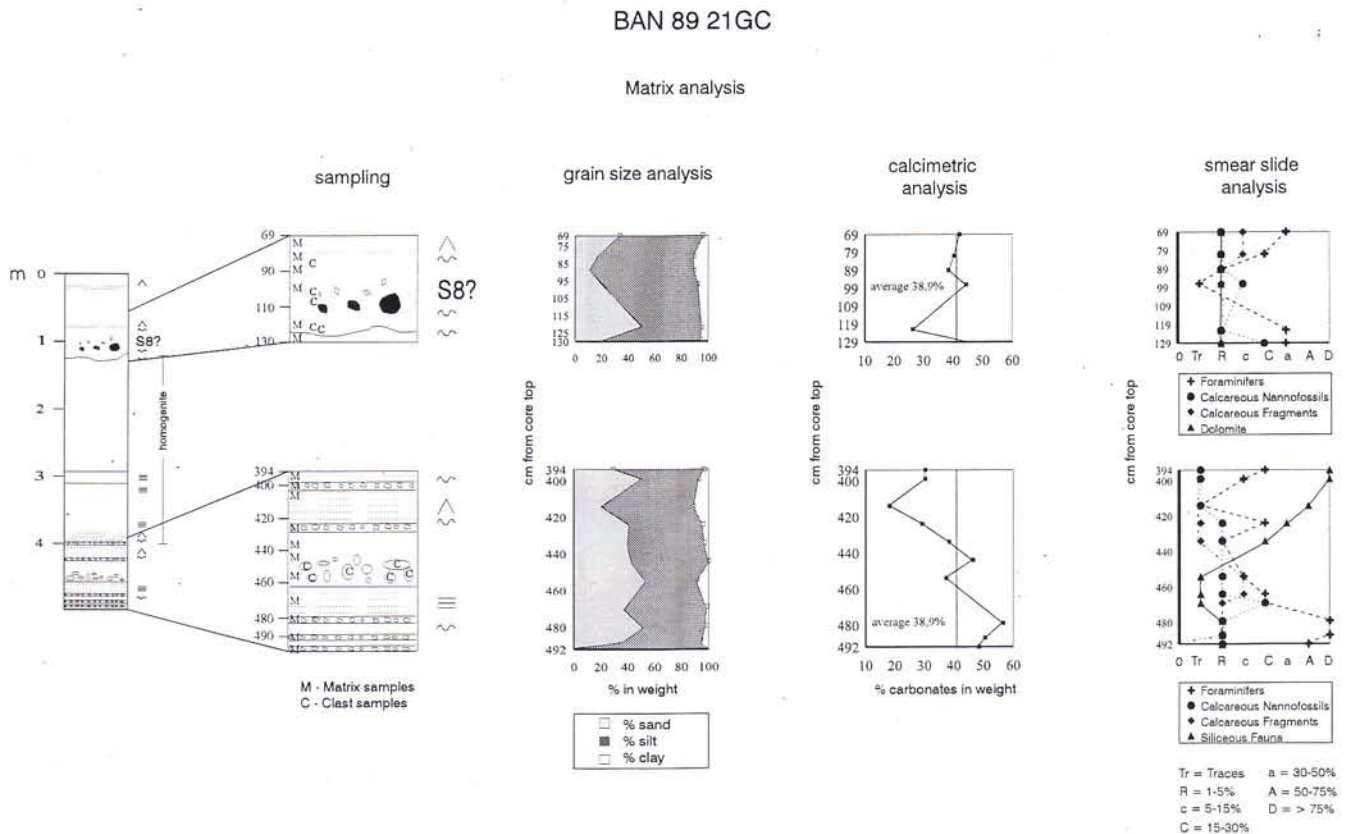 BAN 89 21GC
Matrix analysis
sampling
grain size analysis
calcimetric
analysis
smear slide
analysis
m
0
1
2
3
4
S8?
homogenite
69
90
110
130
M
M
M
M
M
M
C
C
C
C C
S8?
394
400
420
440
460
480
490
492
M
M
M
M
M
M
M
M
M
M
C
C
C
C
C
C
M - Matrix samples
C - Clast samples
69
75
85
95
105
115
125
130
0 20 40 60 80 100
cm from core top
394
400
420
440
460
480
492
0 20 40 60 80 100
% in weight
% sand
% silt
% clay
69
79
89
99
109
119
129
average 38,9%
10 20 30 40 50 60
cm from core top
394
400
420
440
460
480
492
average 38,9%
10 20 30 40 50 60
% carbonates in weight
69
79
89
99
109
119
129
0 Tr R c C a A D
Foraminifers
Calcareous Nannofossils
Calcareous Fragments
Dolomite
cm from core top
394
400
420
440
460
480
492
0 Tr R c C a A D
Foraminifers
Calcareous Nannofossils
Calcareous Fragments
Siliceous Fauna
Tr = Traces a = 30-50%
R = 1-5% A = 50-75%
c = 5-15% D = > 75%
C = 15-30%